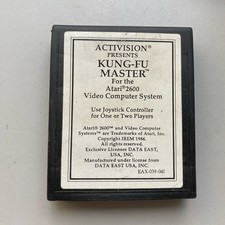 ACTIVISION®
PRESENTS
KUNG-FU
MASTER™
For the
Atari® 2600
Video Computer System
Use Joystick Controller
for One or Two Players
Atari® 2600™ and Video Computer
System™ are Trademarks of Atari, Inc.
Copyright IREM 1984.
All rights reserved.
Exclusive Licensee DATA EAST,
USA, INC.
Manufactured under license from
DATA EAST USA, INC.
EAX-039-04I